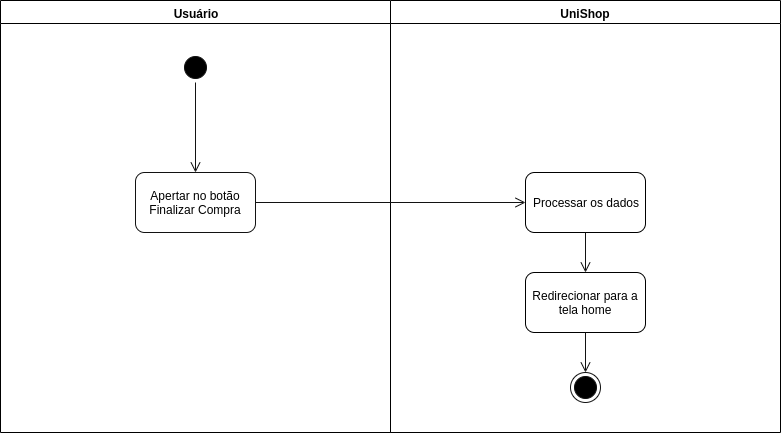 Usuário
UniShop
Apertar no botão
Finalizar Compra
Processar os dados
Redirecionar para a
tela home